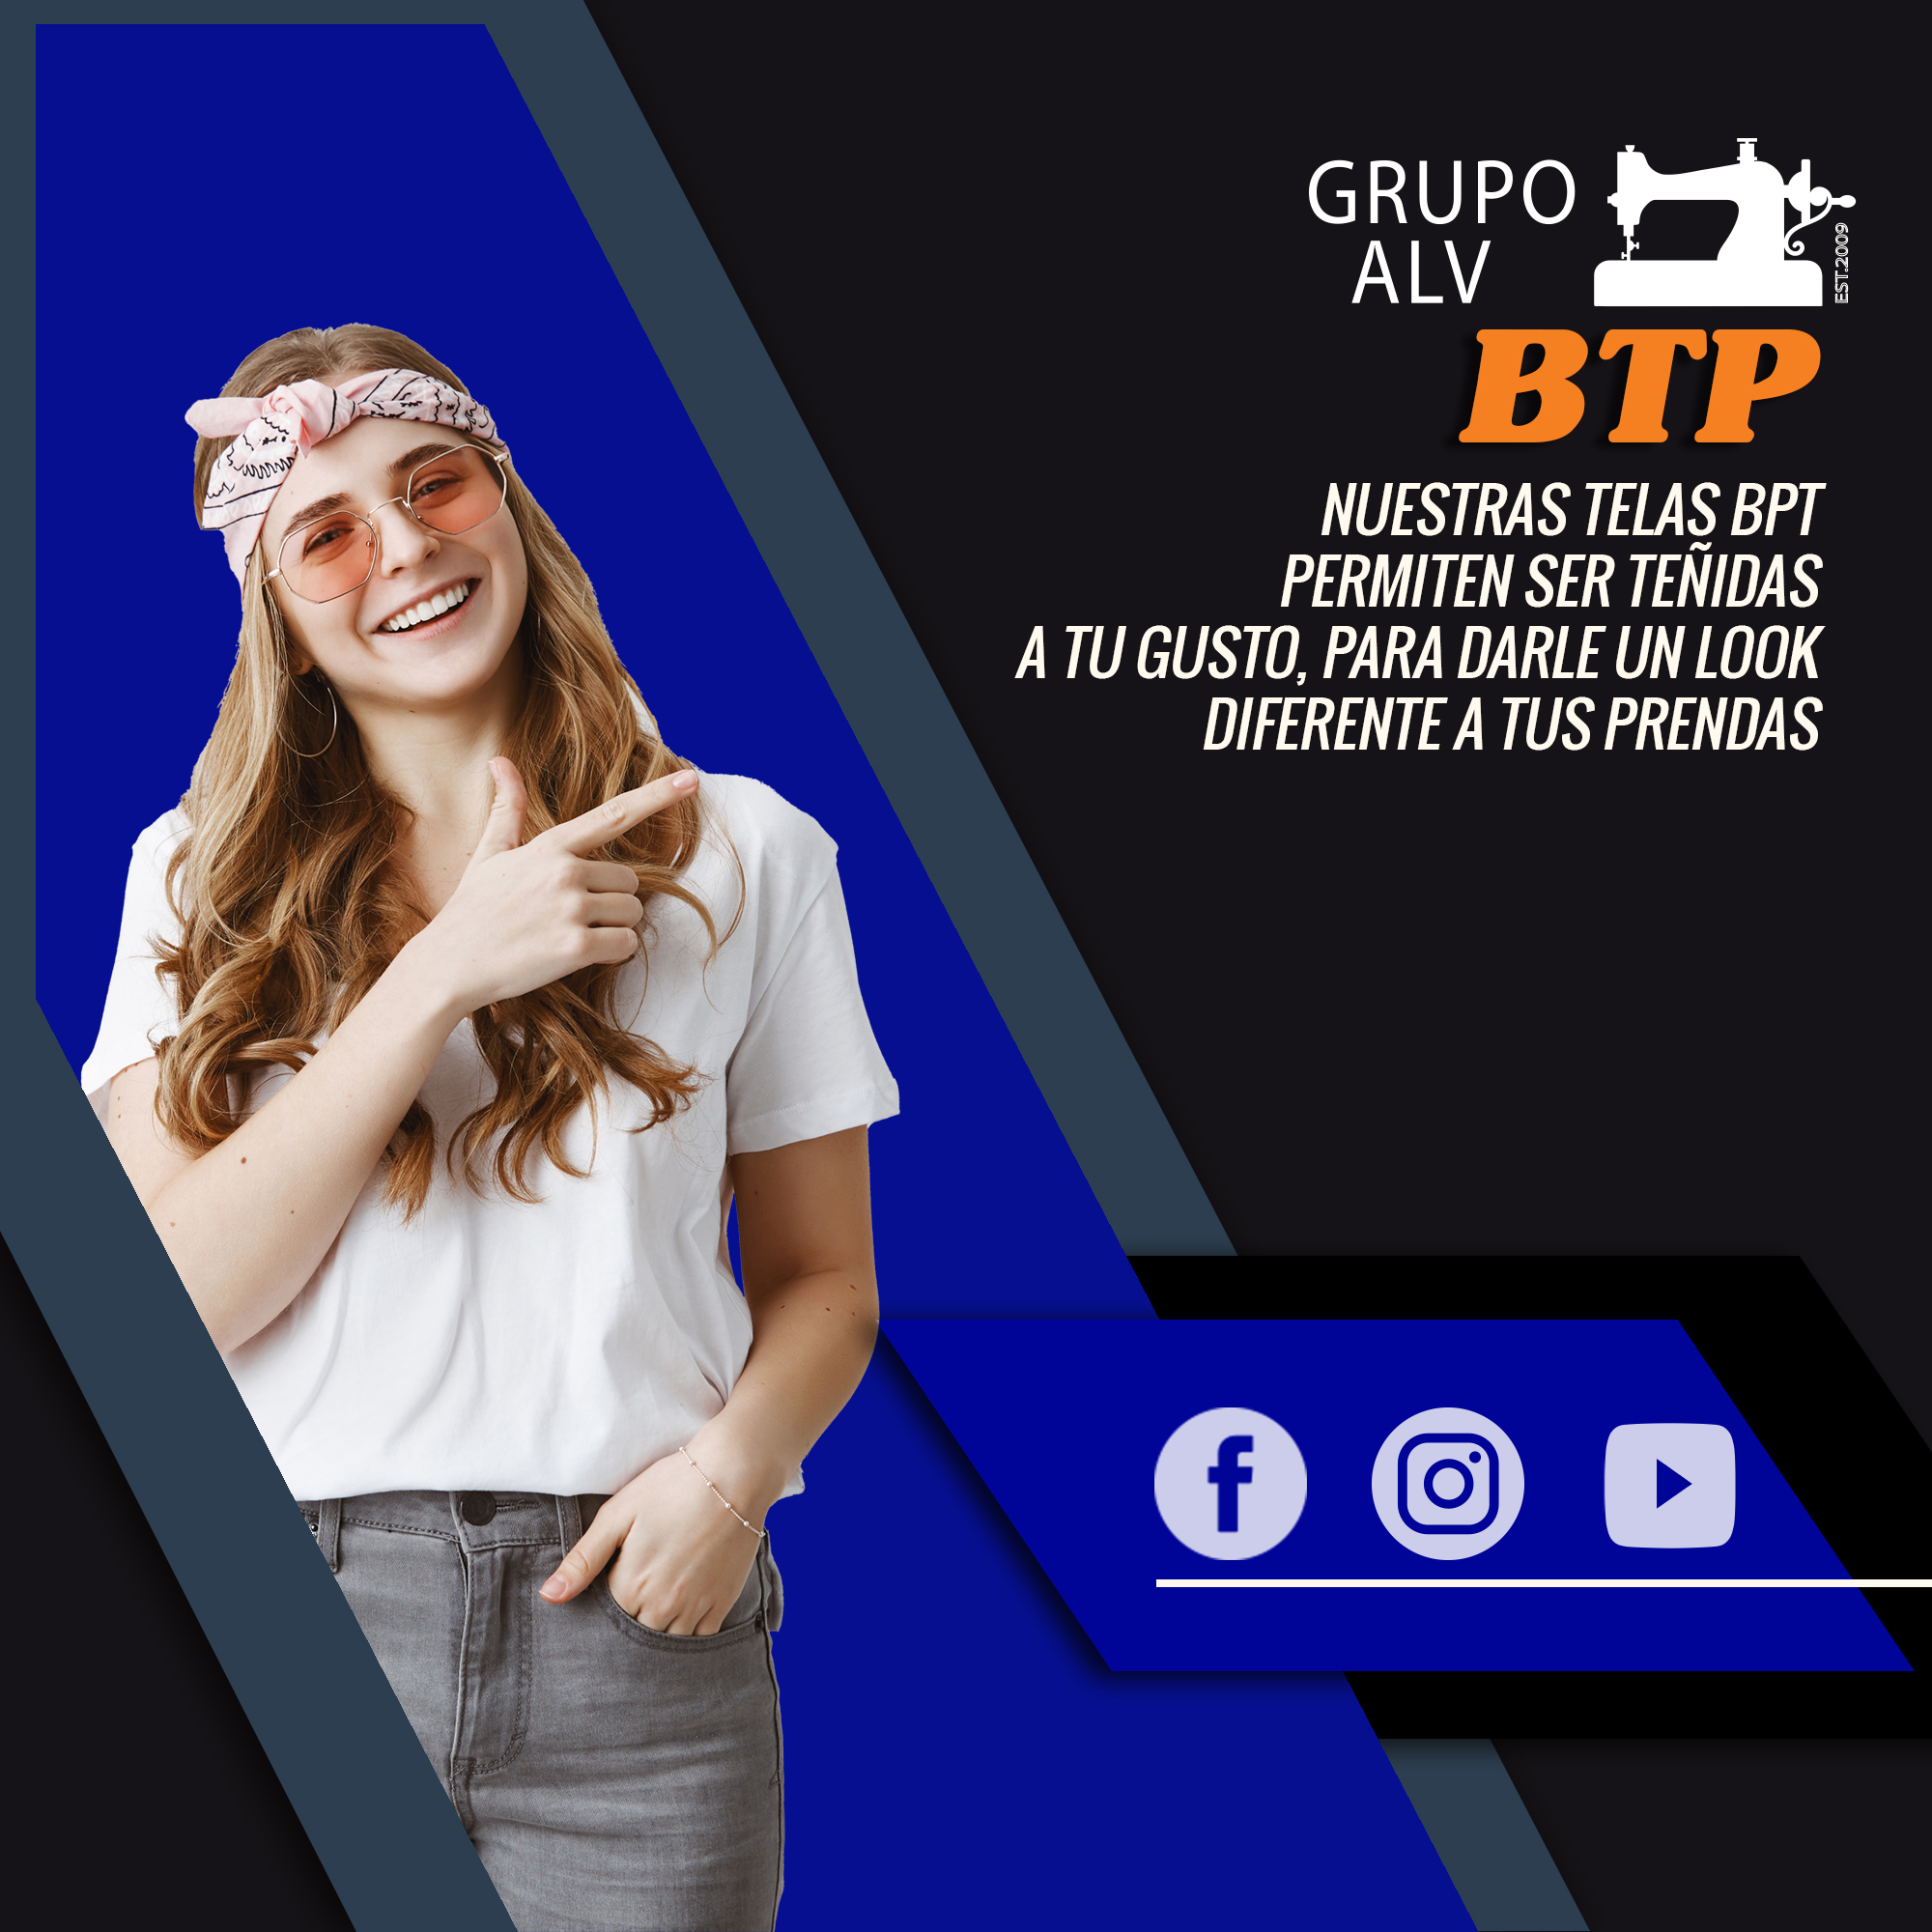 GRUPO
ALV
EST.2009
BTP
NUESTRAS TELAS BPT
PERMITEN SER TEÑIDAS
A TU GUSTO, PARA DARLE UN LOOK
DIFERENTE A TUS PRENDAS